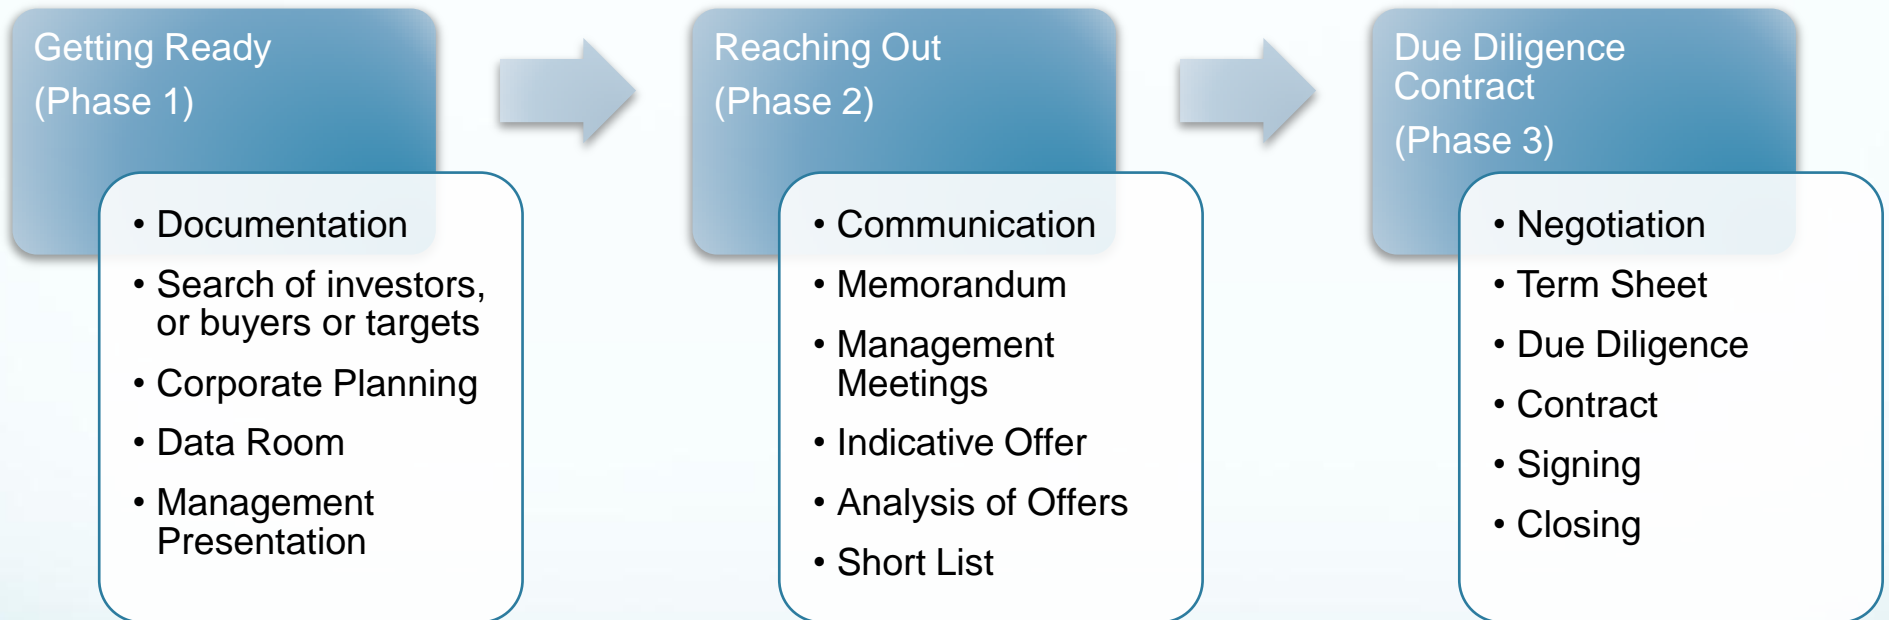 Getting Ready
(Phase 1)
• Documentation
• Search of investors,
or buyers or targets
• Corporate Planning
• Data Room
• Management
Presentation
Reaching Out
(Phase 2)
• Communication
• Memorandum
• Management
Meetings
• Indicative Offer
• Analysis of Offers
• Short List
Due Diligence
Contract
(Phase 3)
• Negotiation
• Term Sheet
• Due Diligence
• Contract
• Signing
• Closing